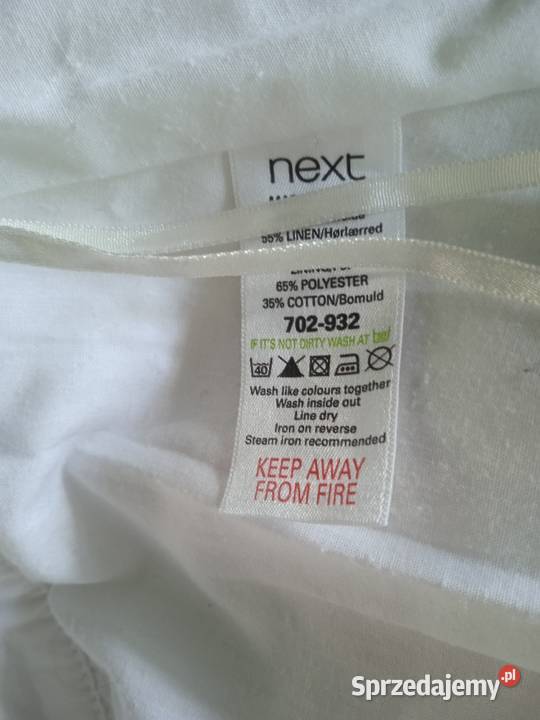 next
55% LINEN/Hørlærred
65% POLYESTER
35% COTTON/Bomuld
702-932
IF IT'S NOT DIRTY WASH AT
40
Wash like colours together
Wash inside out
Line dry
Iron on reverse
Steam iron recommended
KEEP AWAY
FROM FIRE
Sprzedajemy.pl